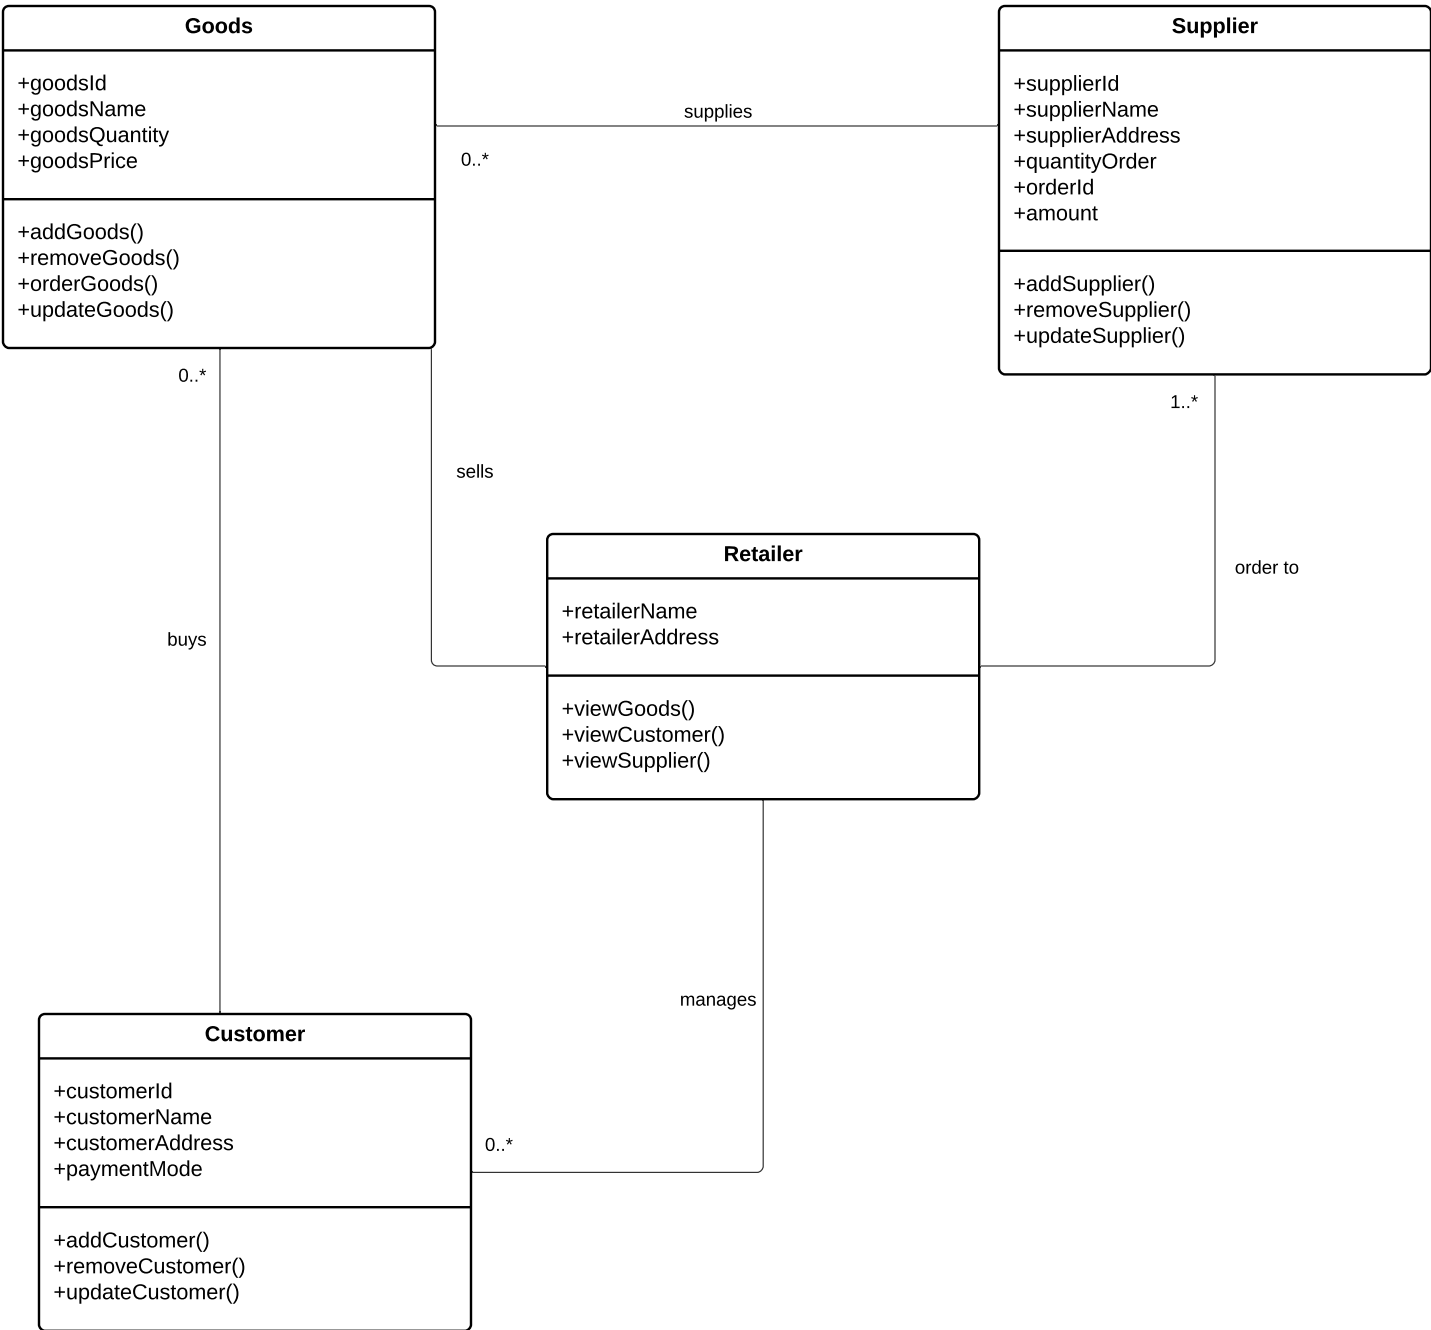 Goods
+goodsId
+goodsName
+goodsQuantity
+goodsPrice
+addGoods()
+removeGoods()
+orderGoods()
+updateGoods()
supplies
0..*
Supplier
+supplierId
+supplierName
+supplierAddress
+quantityOrder
+orderId
+amount
+addSupplier()
+removeSupplier()
+updateSupplier()
0..*
1..*
sells
Retailer
+retailerName
+retailerAddress
+viewGoods()
+viewCustomer()
+viewSupplier()
order to
buys
manages
Customer
+customerId
+customerName
+customerAddress
+paymentMode
+addCustomer()
+removeCustomer()
+updateCustomer()
0..*